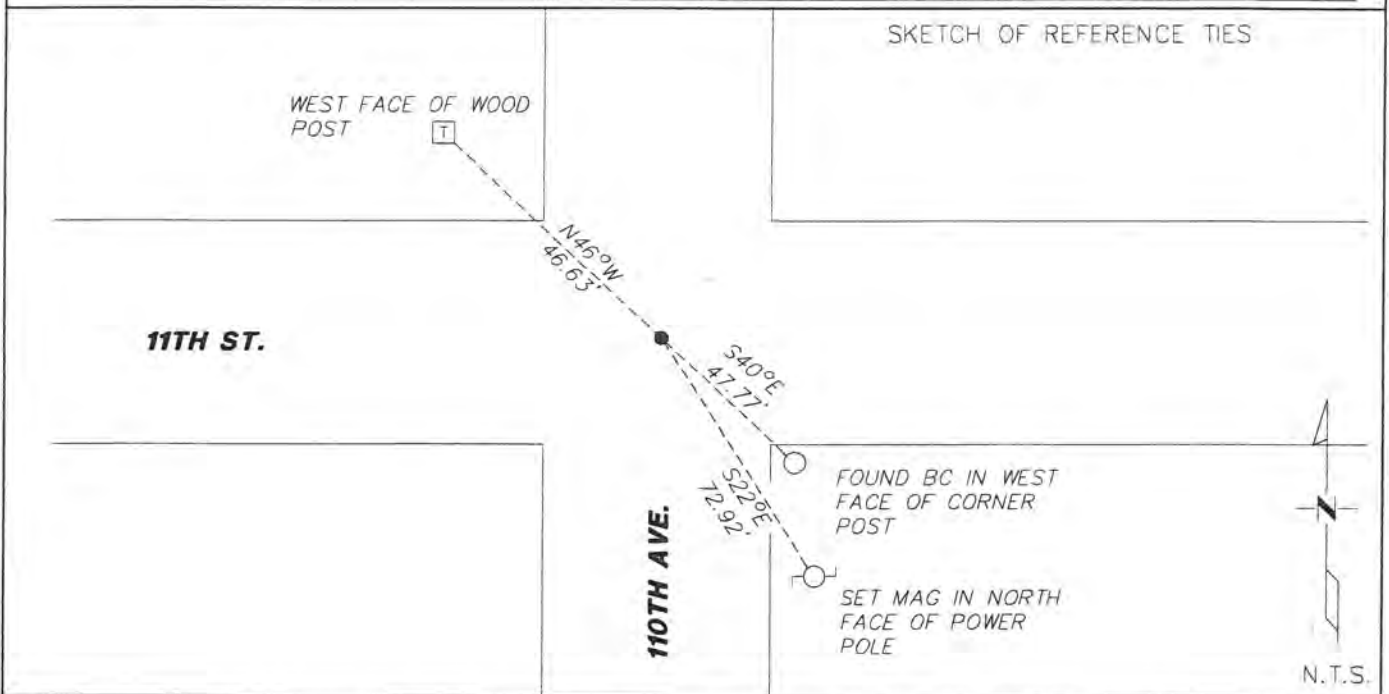 SKETCH OF REFERENCE TIES
WEST FACE OF WOOD
POST
T
N46°W
46.63'
11TH ST.
S40°E
47.77'
S22°E
72.92'
110TH AVE.
FOUND BC IN WEST
FACE OF CORNER
POST
SET MAG IN NORTH
FACE OF POWER
POLE
N
N.T.S.